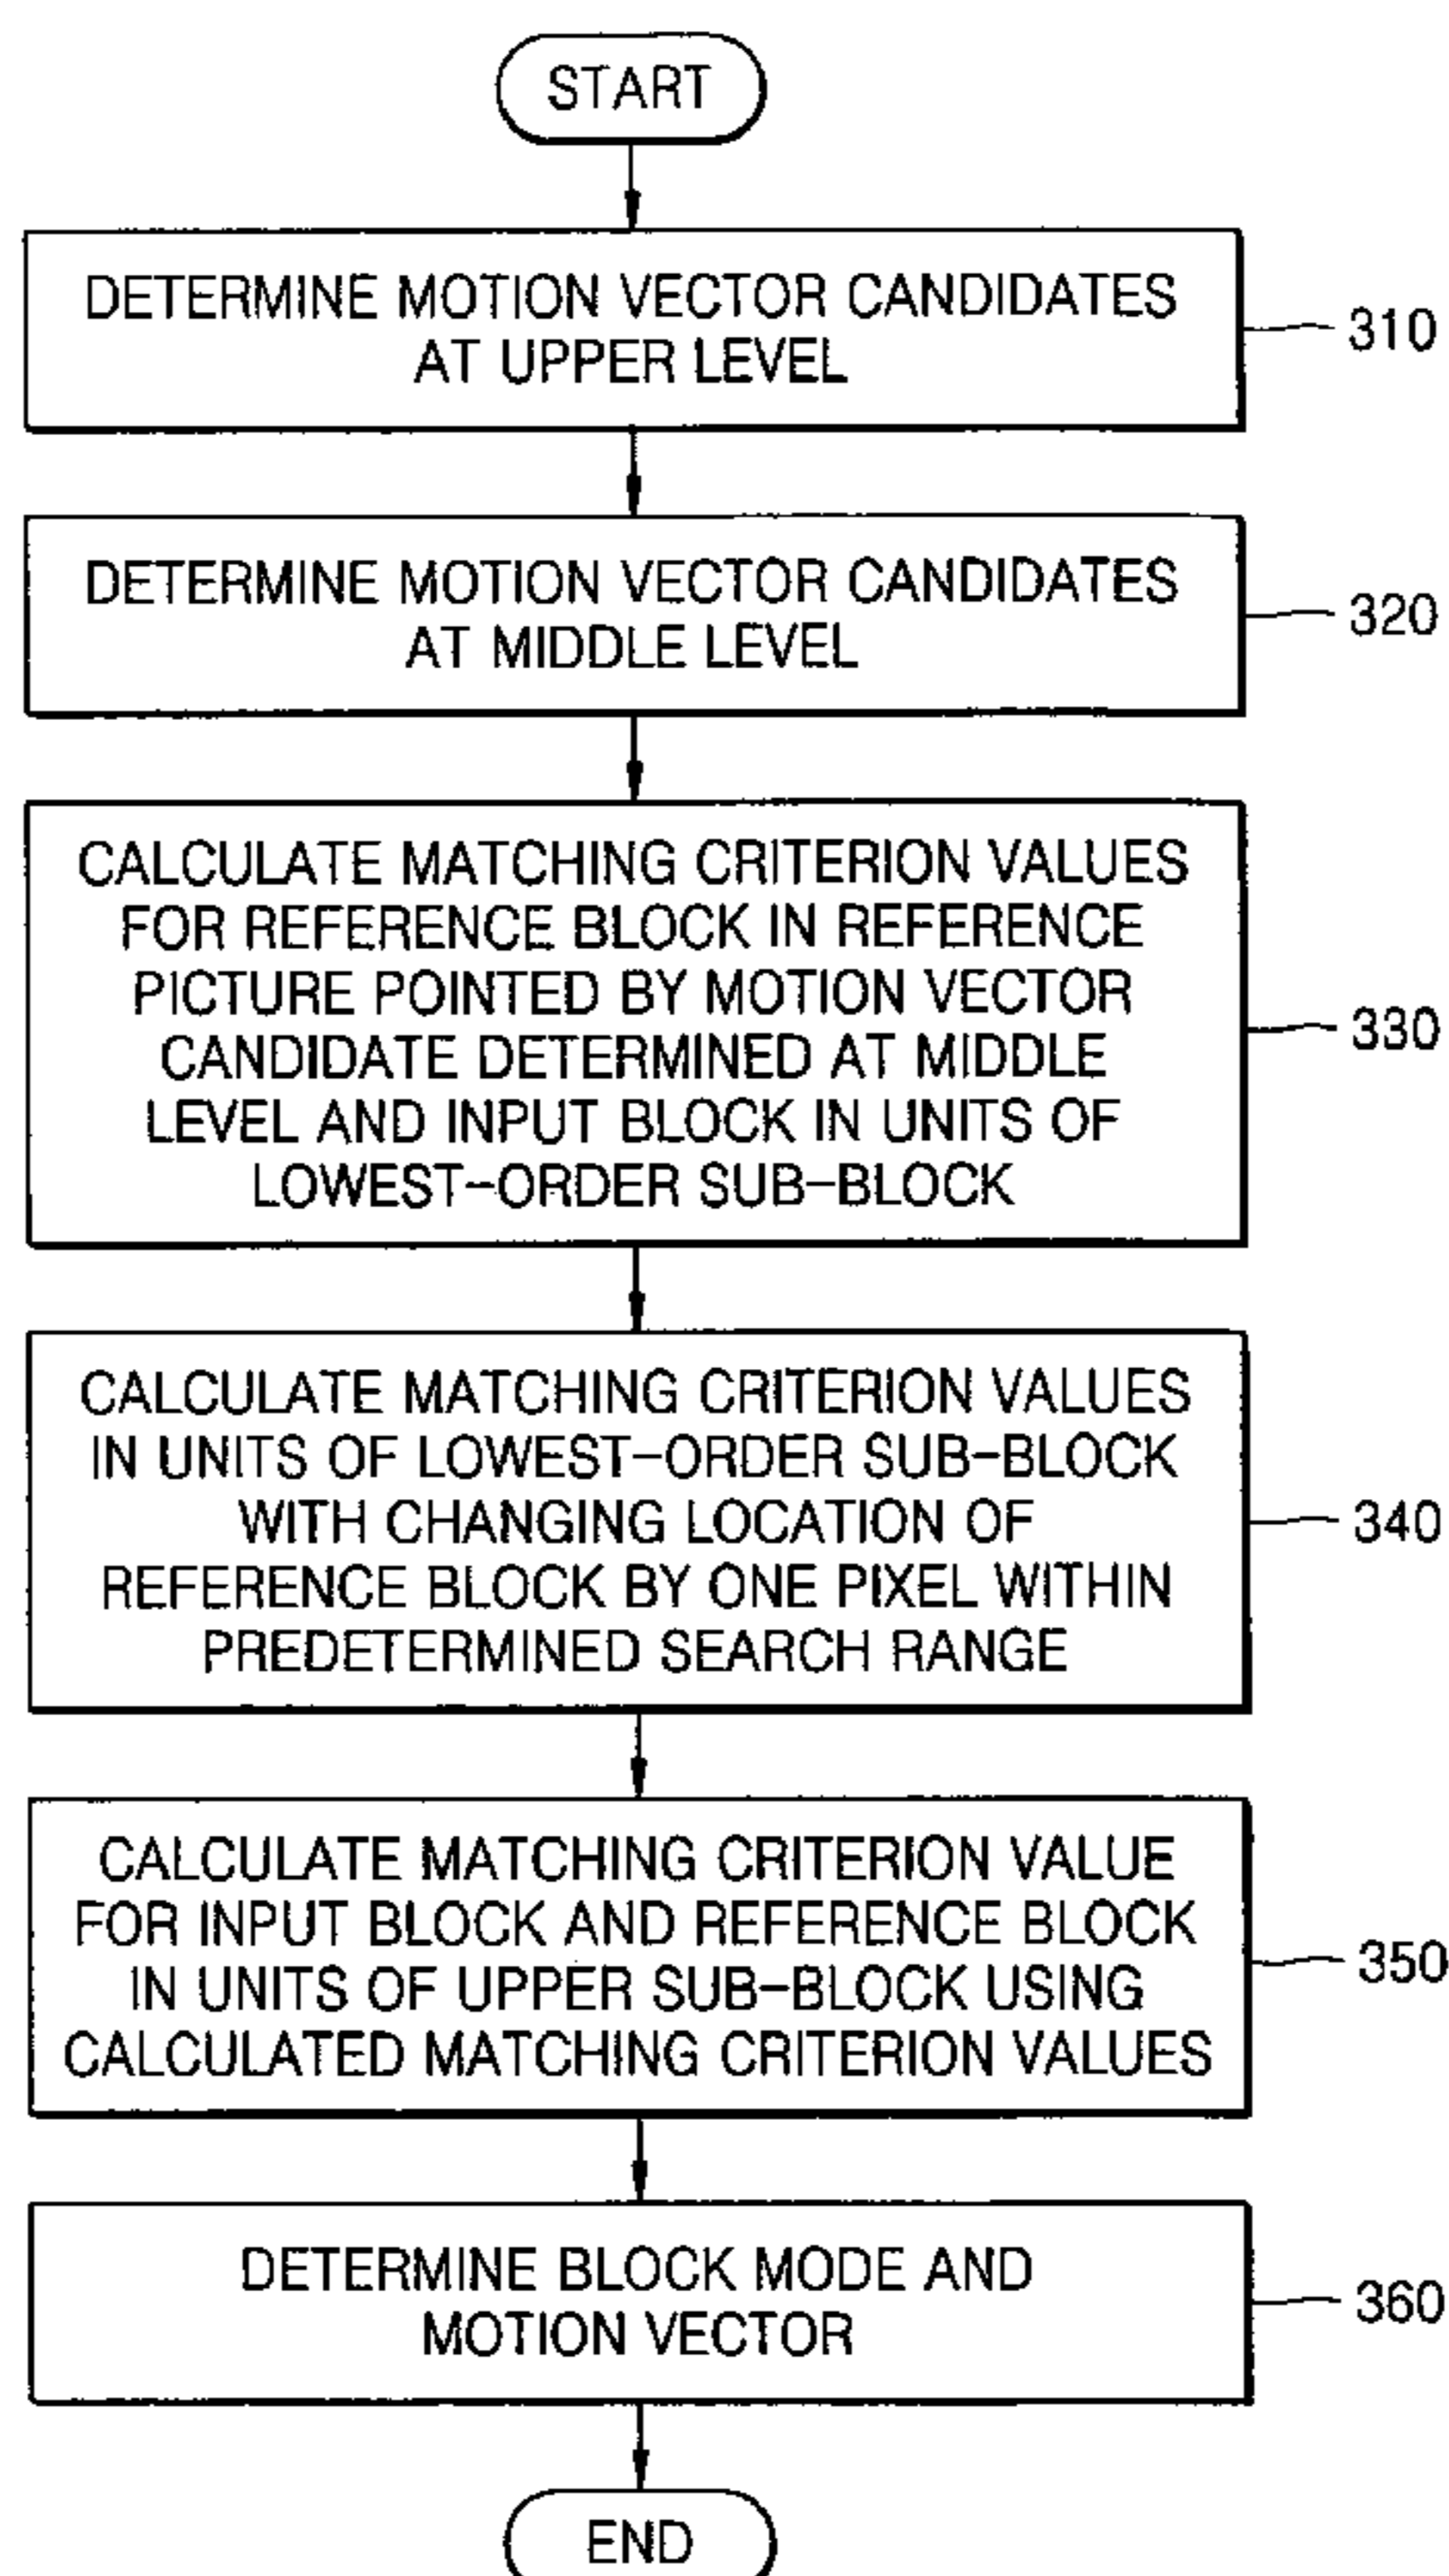 START
DETERMINE MOTION VECTOR CANDIDATES
AT UPPER LEVEL
310
DETERMINE MOTION VECTOR CANDIDATES
AT MIDDLE LEVEL
320
CALCULATE MATCHING CRITERION VALUES
FOR REFERENCE BLOCK IN REFERENCE
PICTURE POINTED BY MOTION VECTOR
CANDIDATE DETERMINED AT MIDDLE
LEVEL AND INPUT BLOCK IN UNITS OF
LOWEST-ORDER SUB-BLOCK
330
CALCULATE MATCHING CRITERION VALUES
IN UNITS OF LOWEST-ORDER SUB-BLOCK
WITH CHANGING LOCATION OF
REFERENCE BLOCK BY ONE PIXEL WITHIN
PREDETERMINED SEARCH RANGE
340
CALCULATE MATCHING CRITERION VALUE
FOR INPUT BLOCK AND REFERENCE BLOCK
IN UNITS OF UPPER SUB-BLOCK USING
CALCULATED MATCHING CRITERION VALUES
350
DETERMINE BLOCK MODE AND
MOTION VECTOR
360
END